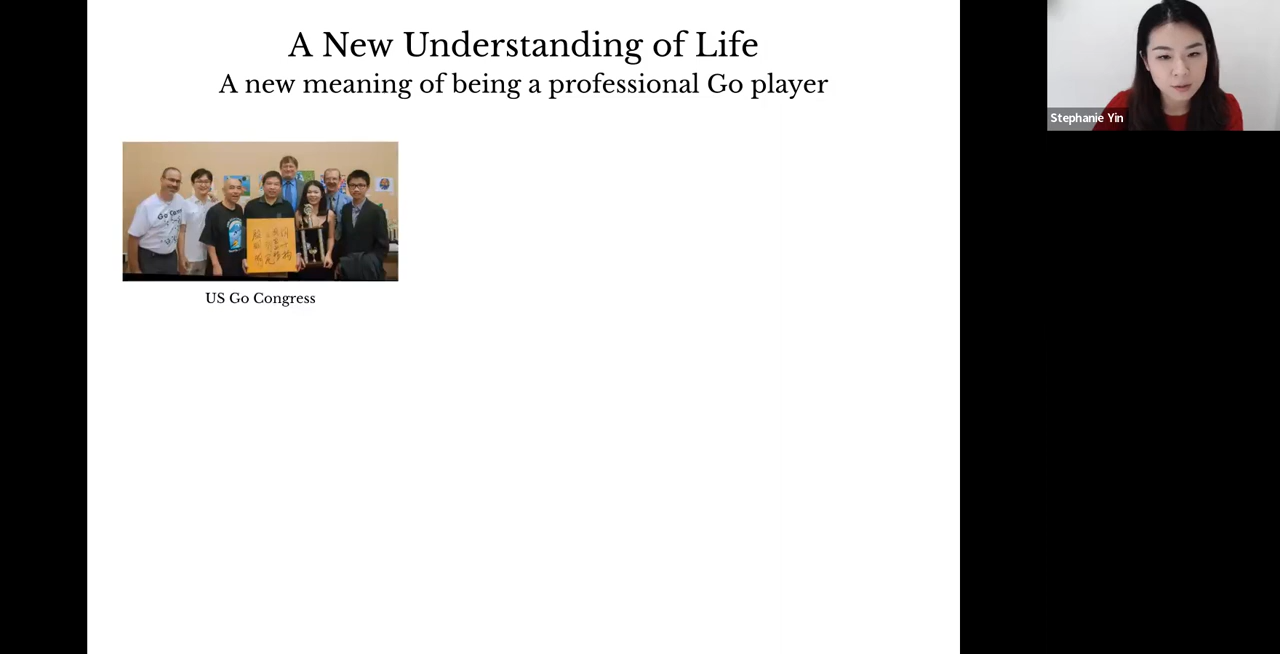 A New Understanding of Life
A new meaning of being a professional Go player
US Go Congress
Stephanie Yin